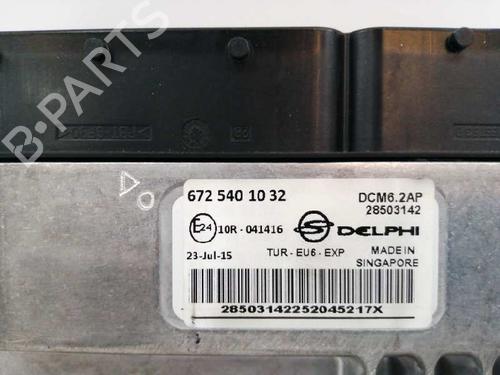 B-PARTS
672 540 10 32
DCM6.2AP
28503142
E24
10R - 041416
DELPHI
23-Jul-15
TUR - EU6 - EXP
MADE IN
SINGAPORE
28503142252045217X